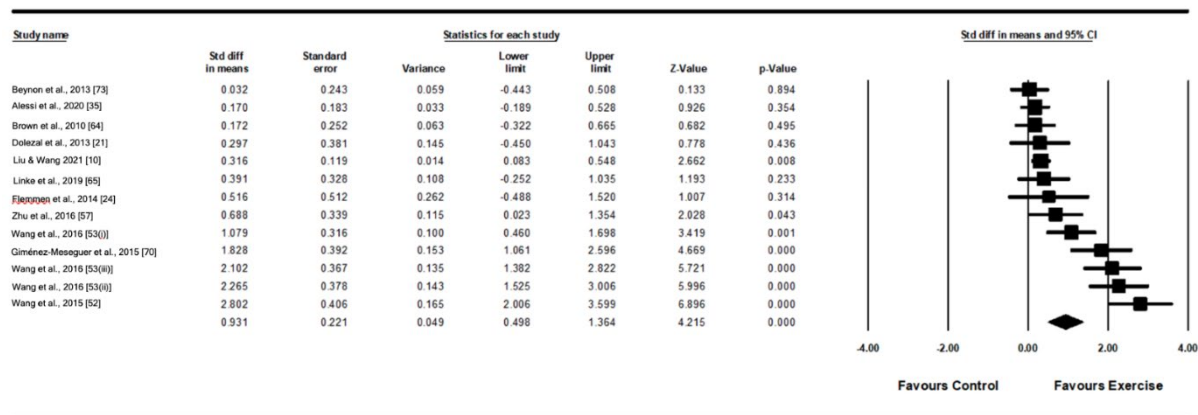 Study name Statistics for each study Std diff in means and 95% CI
Std diff in means Standard error Variance Lower limit Upper limit Z-Value p-Value
Beynon et al., 2013 [73] 0.032 0.243 0.059 -0.443 0.508 0.133 0.894
Alessi et al., 2020 [35] 0.170 0.183 0.033 -0.189 0.528 0.926 0.354
Brown et al., 2010 [64] 0.172 0.252 0.063 -0.322 0.665 0.682 0.495
Dolezal et al., 2013 [21] 0.297 0.381 0.145 -0.450 1.043 0.778 0.436
Liu & Wang 2021 [10] 0.316 0.119 0.014 0.083 0.548 2.662 0.008
Linke et al., 2019 [65] 0.391 0.328 0.108 -0.252 1.035 1.193 0.233
Flemmen et al., 2014 [24] 0.516 0.512 0.262 -0.488 1.520 1.007 0.314
Zhu et al., 2016 [57] 0.688 0.339 0.115 0.023 1.354 2.028 0.043
Wang et al., 2016 [53(i)] 1.079 0.316 0.100 0.460 1.698 3.419 0.001
Giménez-Meseguer et al., 2015 [70] 1.828 0.392 0.153 1.061 2.596 4.669 0.000
Wang et al., 2016 [53(iii)] 2.102 0.367 0.135 1.382 2.822 5.721 0.000
Wang et al., 2016 [53(ii)] 2.265 0.378 0.143 1.525 3.006 5.996 0.000
Wang et al., 2015 [52] 2.802 0.406 0.165 2.006 3.599 6.896 0.000
0.931 0.221 0.049 0.498 1.364 4.215 0.000
-4.00 -2.00 0.00 2.00 4.00
Favours Control Favours Exercise